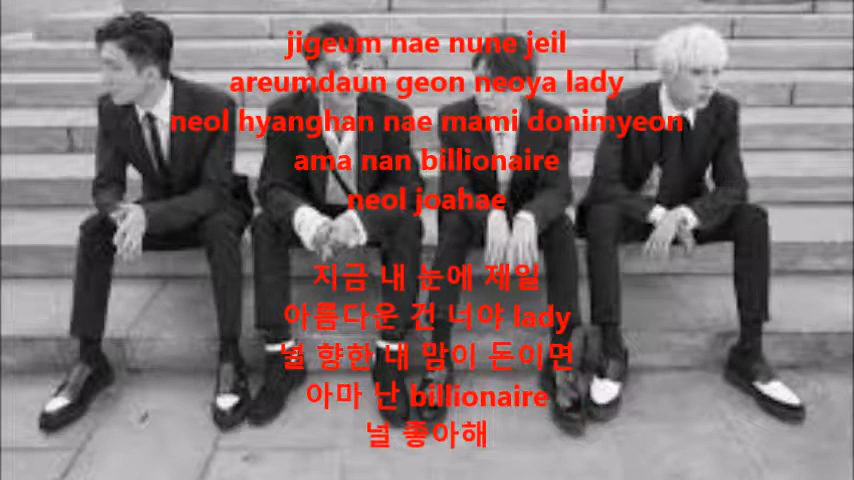 jigeum nae nune jeil
areumdaun geon neoya lady
neol hyanghan nae mami donimyeon
ama nan billionaire
neol joahae
지금 내 눈에 제일
아름다운 건 너야 lady
널 향한 내 맘이 돈이면
아마 난 billionaire
널 좋아해